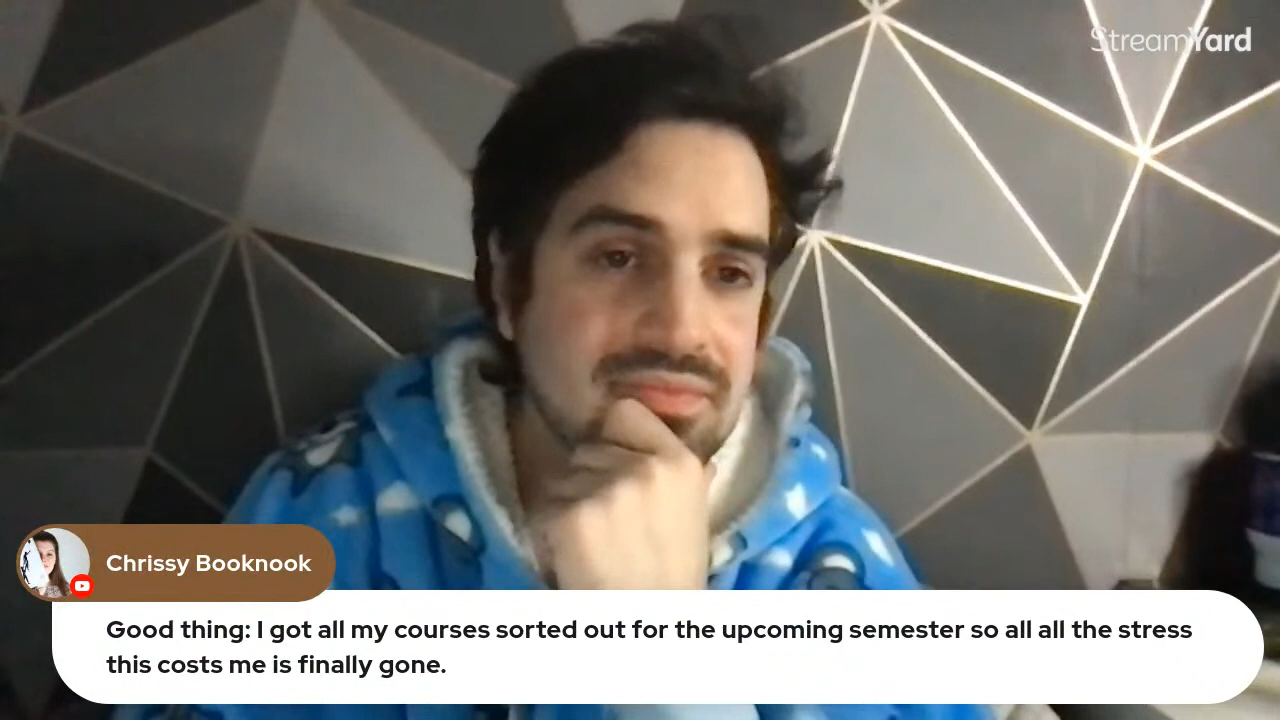 StreamYard
Chrissy Booknook
Good thing: I got all my courses sorted out for the upcoming semester so all all the stress
this costs me is finally gone.